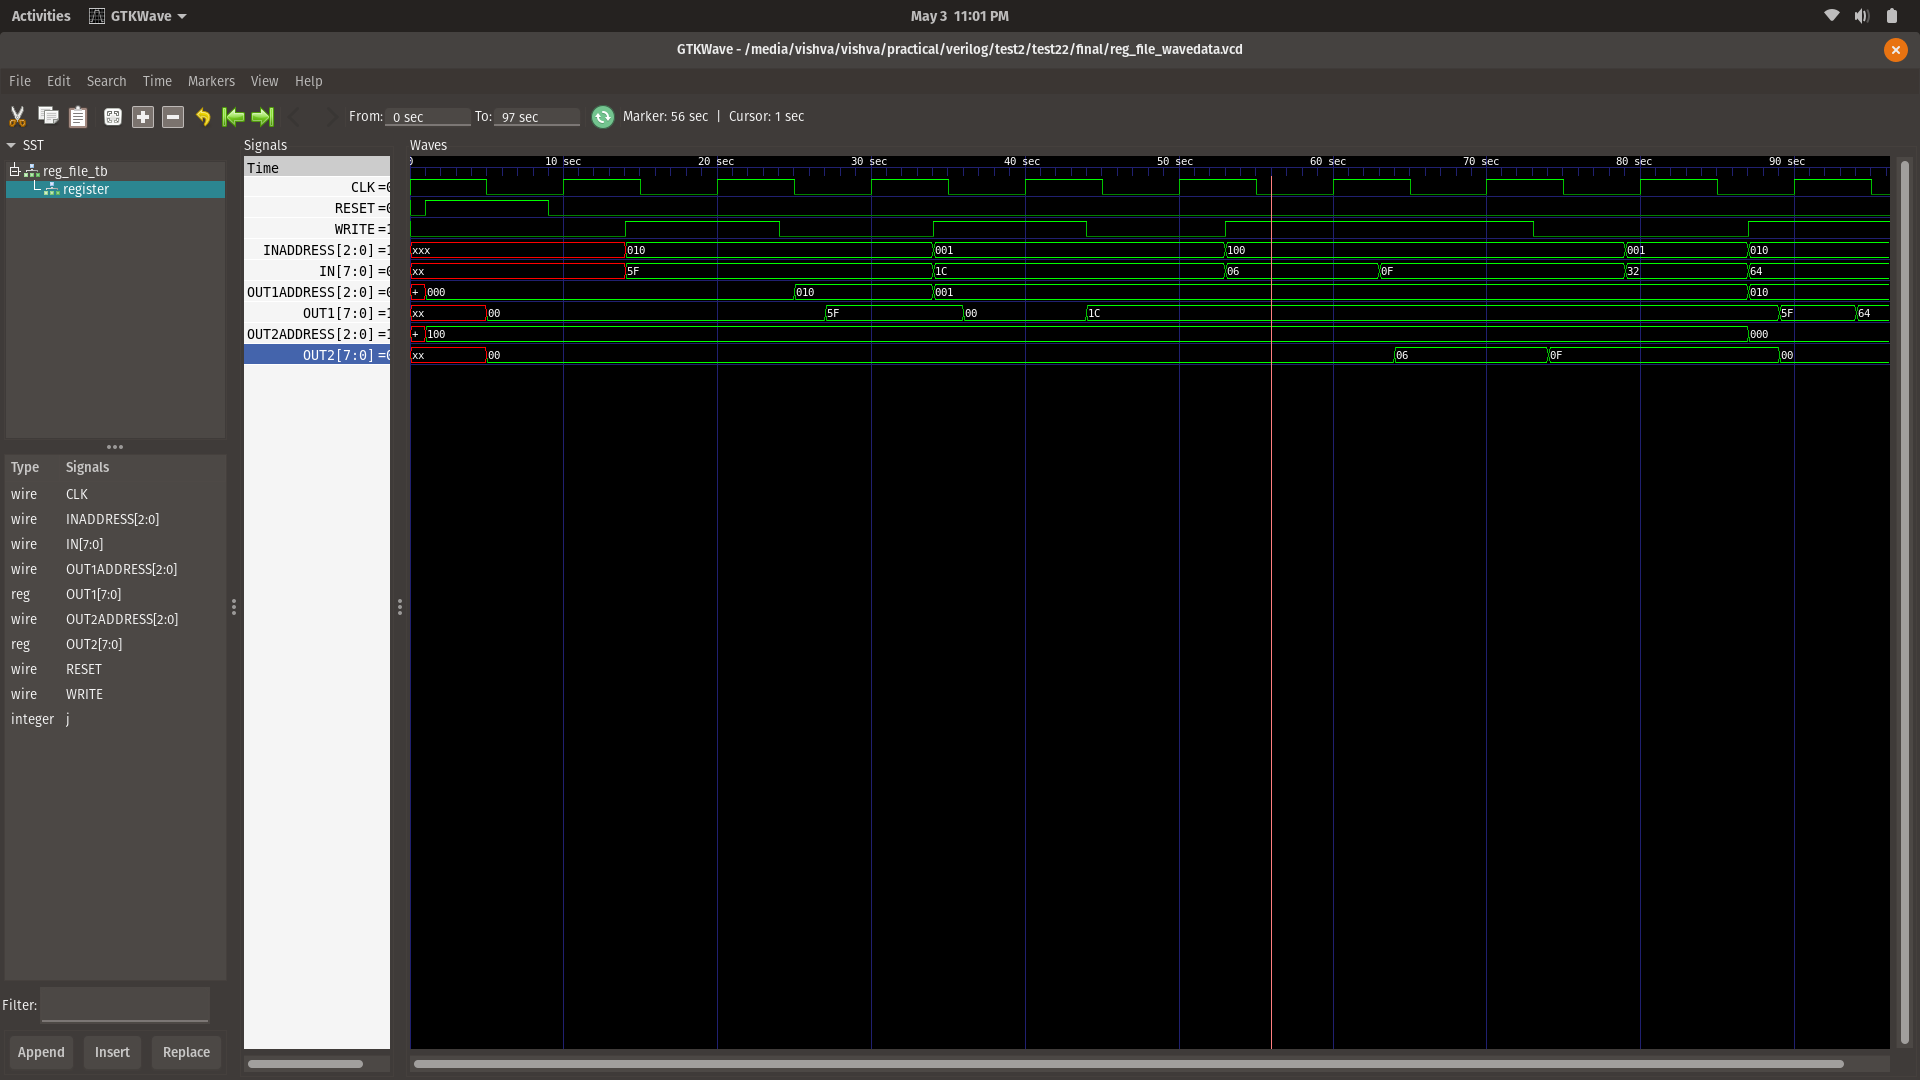 Activities GTKWave May 3 11:01 PM
GTKWave - /media/vishva/vishva/practical/verilog/test2/test22/final/reg_file_wavedata.vcd
File Edit Search Time Markers View Help
From: 0 sec To: 97 sec Marker: 56 sec | Cursor: 1 sec
SST
reg_file_tb
register
Type Signals
wire CLK
wire INADDRESS[2:0]
wire IN[7:0]
wire OUT1ADDRESS[2:0]
reg OUT1[7:0]
wire OUT2ADDRESS[2:0]
reg OUT2[7:0]
wire RESET
wire WRITE
integer j
Filter:
Append Insert Replace
Signals
Time
CLK =0
RESET =0
WRITE =1
INADDRESS[2:0] =1
IN[7:0] =0
OUT1ADDRESS[2:0] =0
OUT1[7:0] =1
OUT2ADDRESS[2:0] =1
OUT2[7:0] =0
Waves
0 10 sec 20 sec 30 sec 40 sec 50 sec 60 sec 70 sec 80 sec 90 sec
xxx 010 001 100 001 010
xx 5F 1C 06 0F 32 64
+ 000 010 001 010
xx 00 5F 00 1C 5F 64
+ 100 000
xx 00 06 0F 00